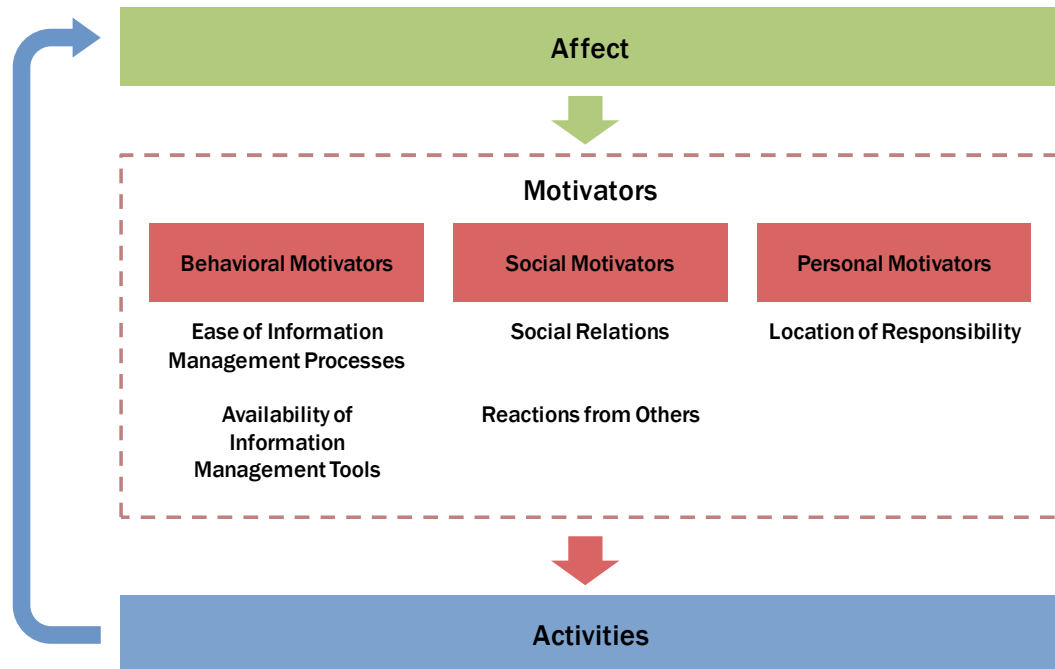 Affect
Motivators
Behavioral Motivators
Social Motivators
Personal Motivators
Ease of Information
Management Processes
Social Relations
Location of Responsibility
Availability of
Information
Management Tools
Reactions from Others
Activities